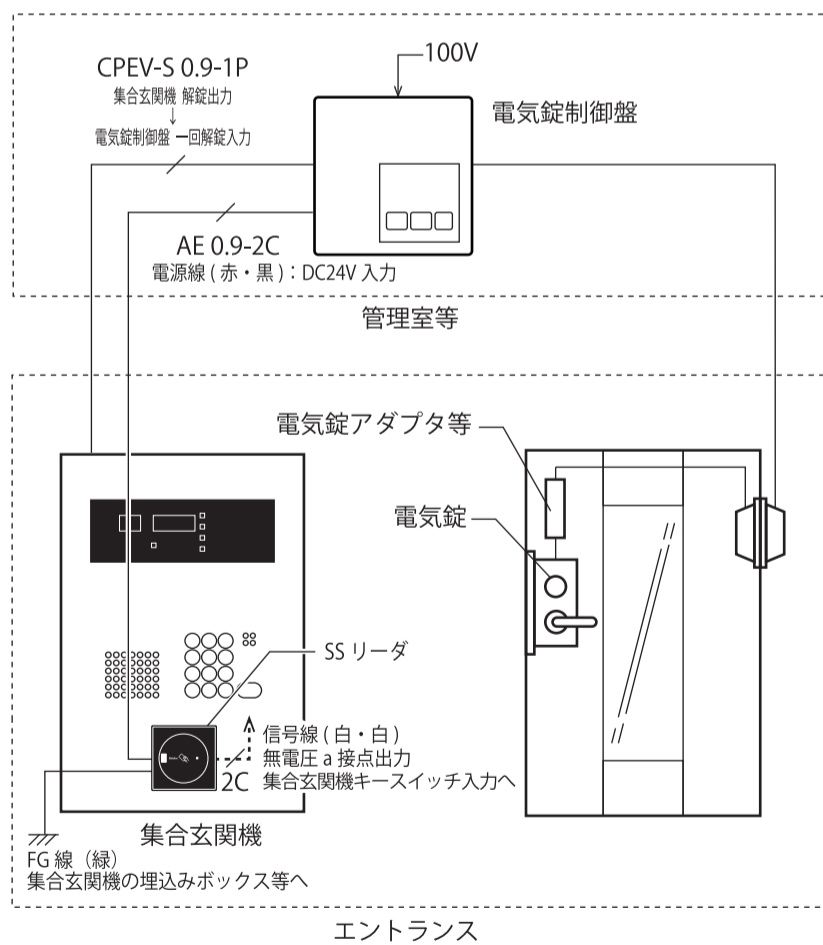 100V
CPEV-S 0.9-1P
集合玄関機 解錠出力
↓
電気錠制御盤 一回解錠入力
電気錠制御盤
AE 0.9-2C
電源線 ( 赤・黒 ) : DC24V 入力
管理室等
電気錠アダプタ等
電気錠
SS リーダ
信号線 ( 白・白 )
無電圧 a 接点出力
2C
集合玄関機キースイッチ入力へ
集合玄関機
FG 線（緑）
集合玄関機の埋込みボックス等へ
エントランス